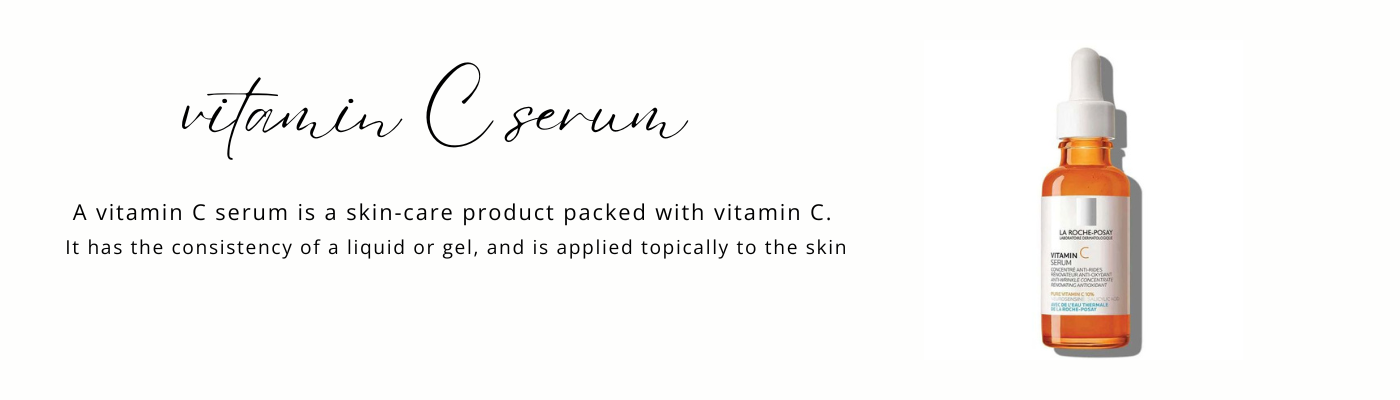 vitamin C serum
A vitamin C serum is a skin-care product packed with vitamin C.
It has the consistency of a liquid or gel, and is applied topically to the skin
LA ROCHE-POSAY
LABORATOIRE DERMATOLOGIQUE
VITAMIN C
SERUM
CONCENTRÉ ANTI-RIDES
RÉNOVATEUR ANTI-OXYDANT
ANTI-WRINKLE CONCENTRATE
RENOVATING ANTIOXIDANT
PURE VITAMIN C 10%
AVEC DE L'EAU THERMALE
DE LA ROCHE-POSAY